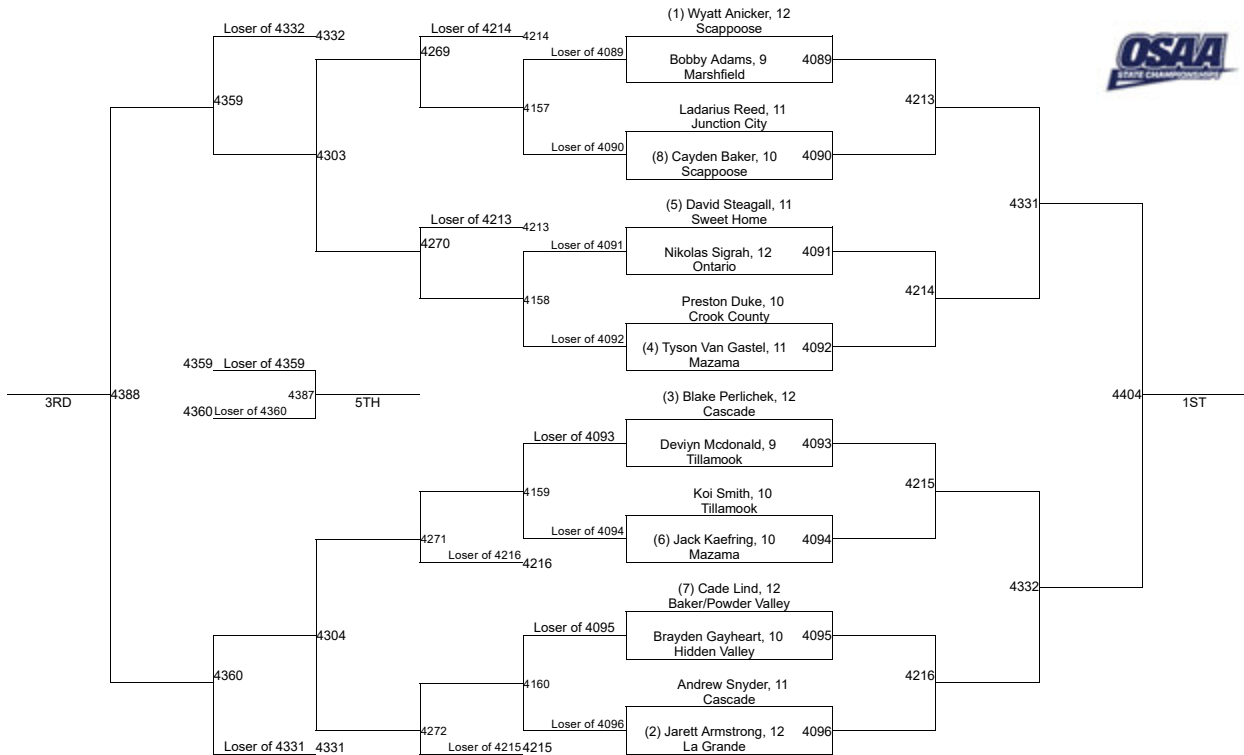 (1) Wyatt Anicker, 12
Scappoose
Loser of 4332 4332
Loser of 4214 4214
OSAA
STATE CHAMPIONSHIPS
4269
Loser of 4089
Bobby Adams, 9 4089
Marshfield
4359
4157
4213
Ladarius Reed, 11
Junction City
4303
Loser of 4090
(8) Cayden Baker, 10 4090
Scappoose
(5) David Steagall, 11
Sweet Home
4331
Loser of 4213 4213
4270
Loser of 4091
Nikolas Sigrah, 12 4091
Ontario
4158
4214
Preston Duke, 10
Crook County
Loser of 4092
(4) Tyson Van Gastel, 11 4092
Mazama
4359 Loser of 4359
3RD
4388
4387
5TH
4404
1ST
4360 Loser of 4360
(3) Blake Perlichek, 12
Cascade
Loser of 4093
Deviyn Mcdonald, 9 4093
Tillamook
4159
4215
Koi Smith, 10
Tillamook
4271
Loser of 4094
(6) Jack Kaefring, 10 4094
Mazama
Loser of 4216 4216
(7) Cade Lind, 12
Baker/Powder Valley
4332
4304
Loser of 4095
Brayden Gayheart, 10 4095
Hidden Valley
4360
4160
4216
Andrew Snyder, 11
Cascade
4272
Loser of 4096
(2) Jarett Armstrong, 12 4096
La Grande
Loser of 4331 4331
Loser of 4215 4215